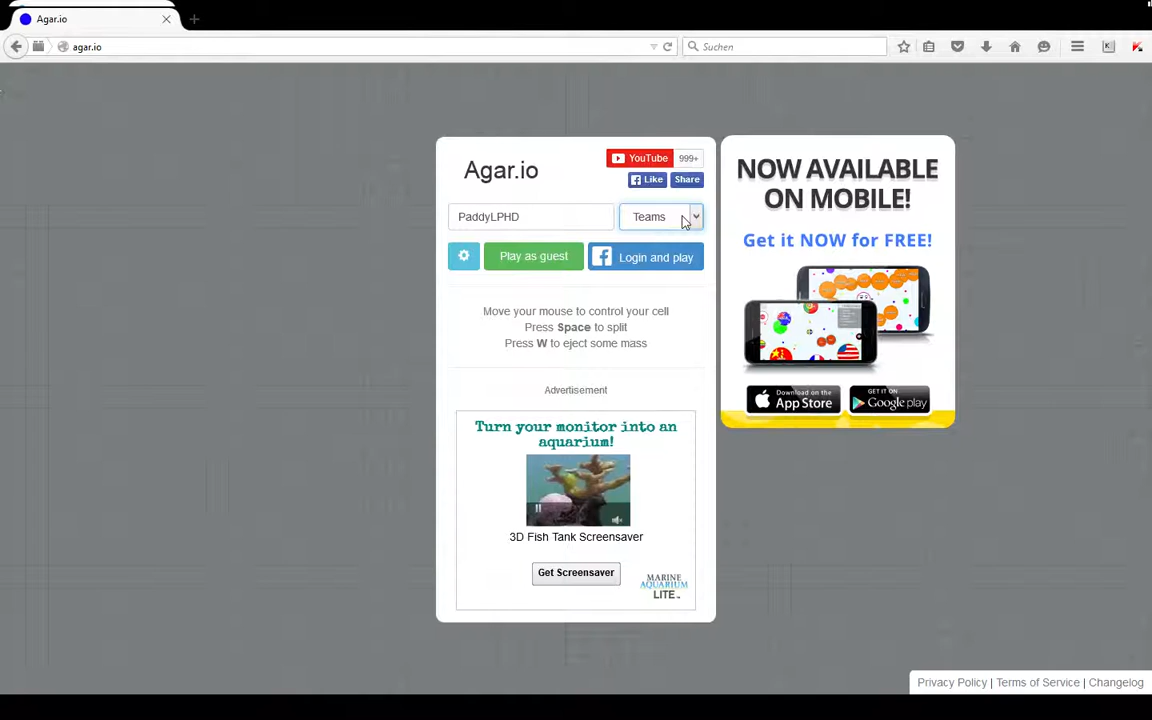 Agar.io
agar.io
Suchen
Agar.io
YouTube 999+
Like Share
PaddyLPHD
Teams
Play as guest
Login and play
Move your mouse to control your cell
Press Space to split
Press W to eject some mass
Advertisement
Turn your monitor into an
aquarium!
3D Fish Tank Screensaver
Get Screensaver
MARINE
AQUARIUM
LITE
NOW AVAILABLE
ON MOBILE!
Get it NOW for FREE!
Download on the
App Store
GET IT ON
Google play
Privacy Policy | Terms of Service | Changelog